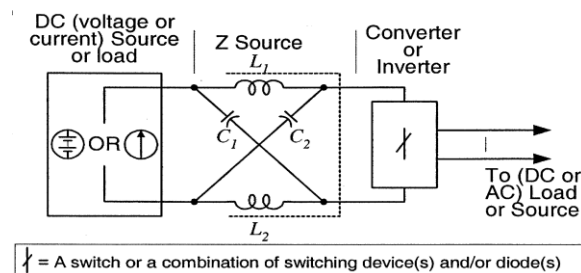 DC (voltage or
current) Source
or load
Z Source
Converter
or
Inverter
L1
C1
C2
OR
L2
To (DC or
AC) Load
or Source
= A switch or a combination of switching device(s) and/or diode(s)